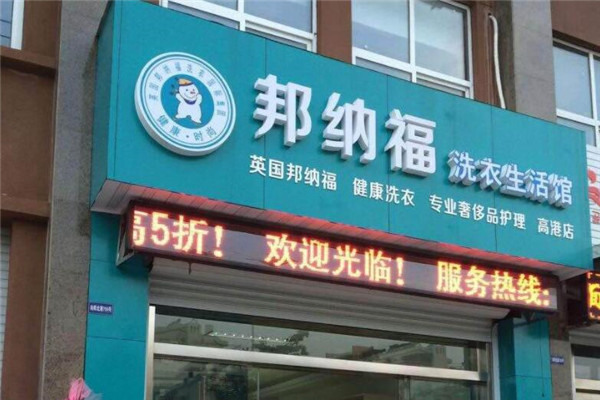 健康·时尚
邦纳福 洗衣生活馆
英国邦纳福 健康洗衣 专业奢侈品护理 高港店
高5折！ 欢迎光临！ 服务热线: